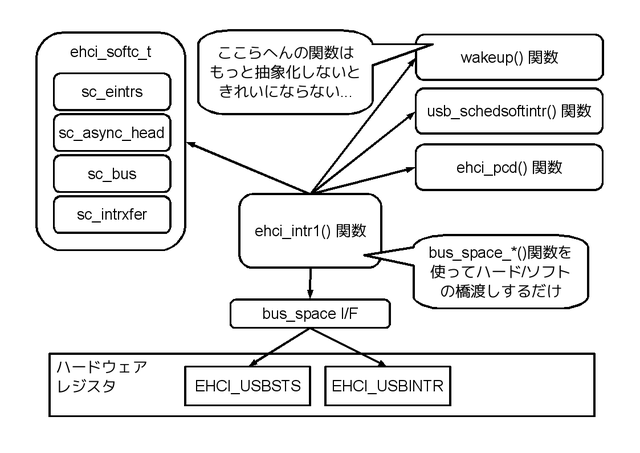 ehci_softc_t
sc_eintrs
sc_async_head
sc_bus
sc_intrxfer
ここらへんの関数は
もっと抽象化しないと
きれいにならない...
wakeup() 関数
usb_schedsoftintr() 関数
ehci_pcd() 関数
ehci_intr1() 関数
bus_space_*()関数を
使ってハード/ソフト
の橋渡しするだけ
bus_space I/F
ハードウェア
レジスタ
EHCI_USBSTS
EHCI_USBINTR